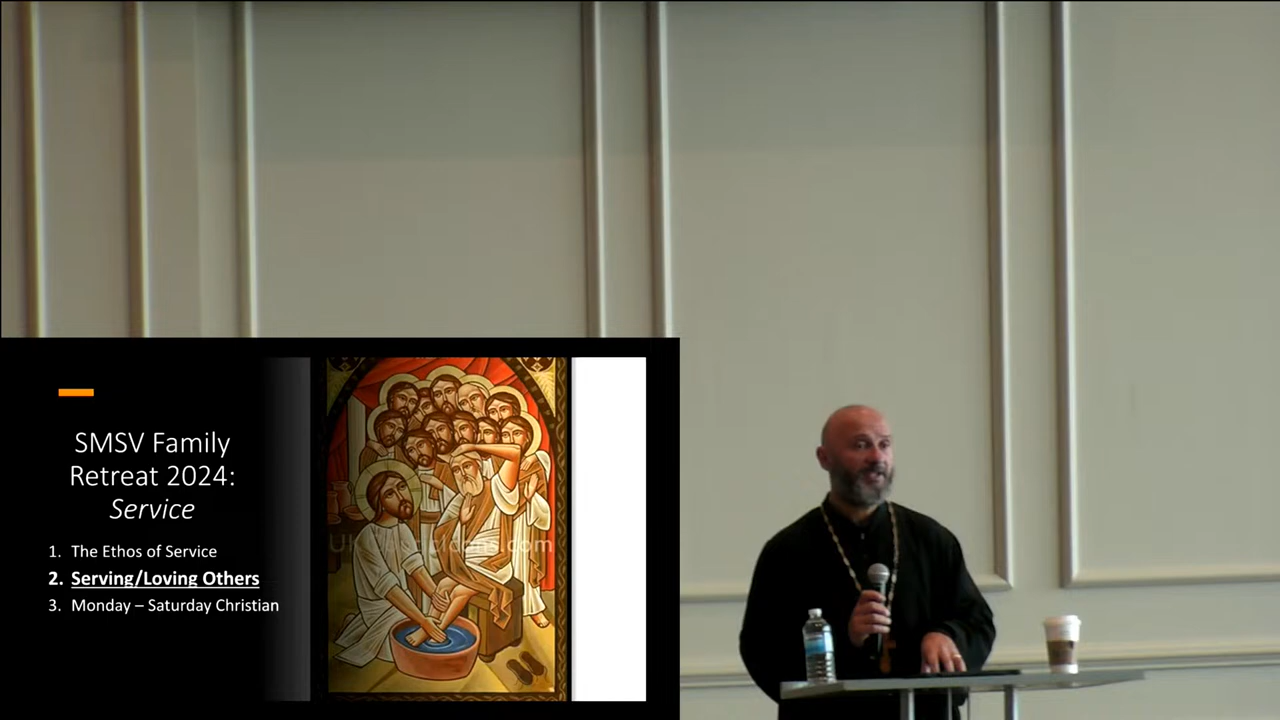 SMSV Family
Retreat 2024:
Service
1. The Ethos of Service
2. Serving/Loving Others
3. Monday – Saturday Christian